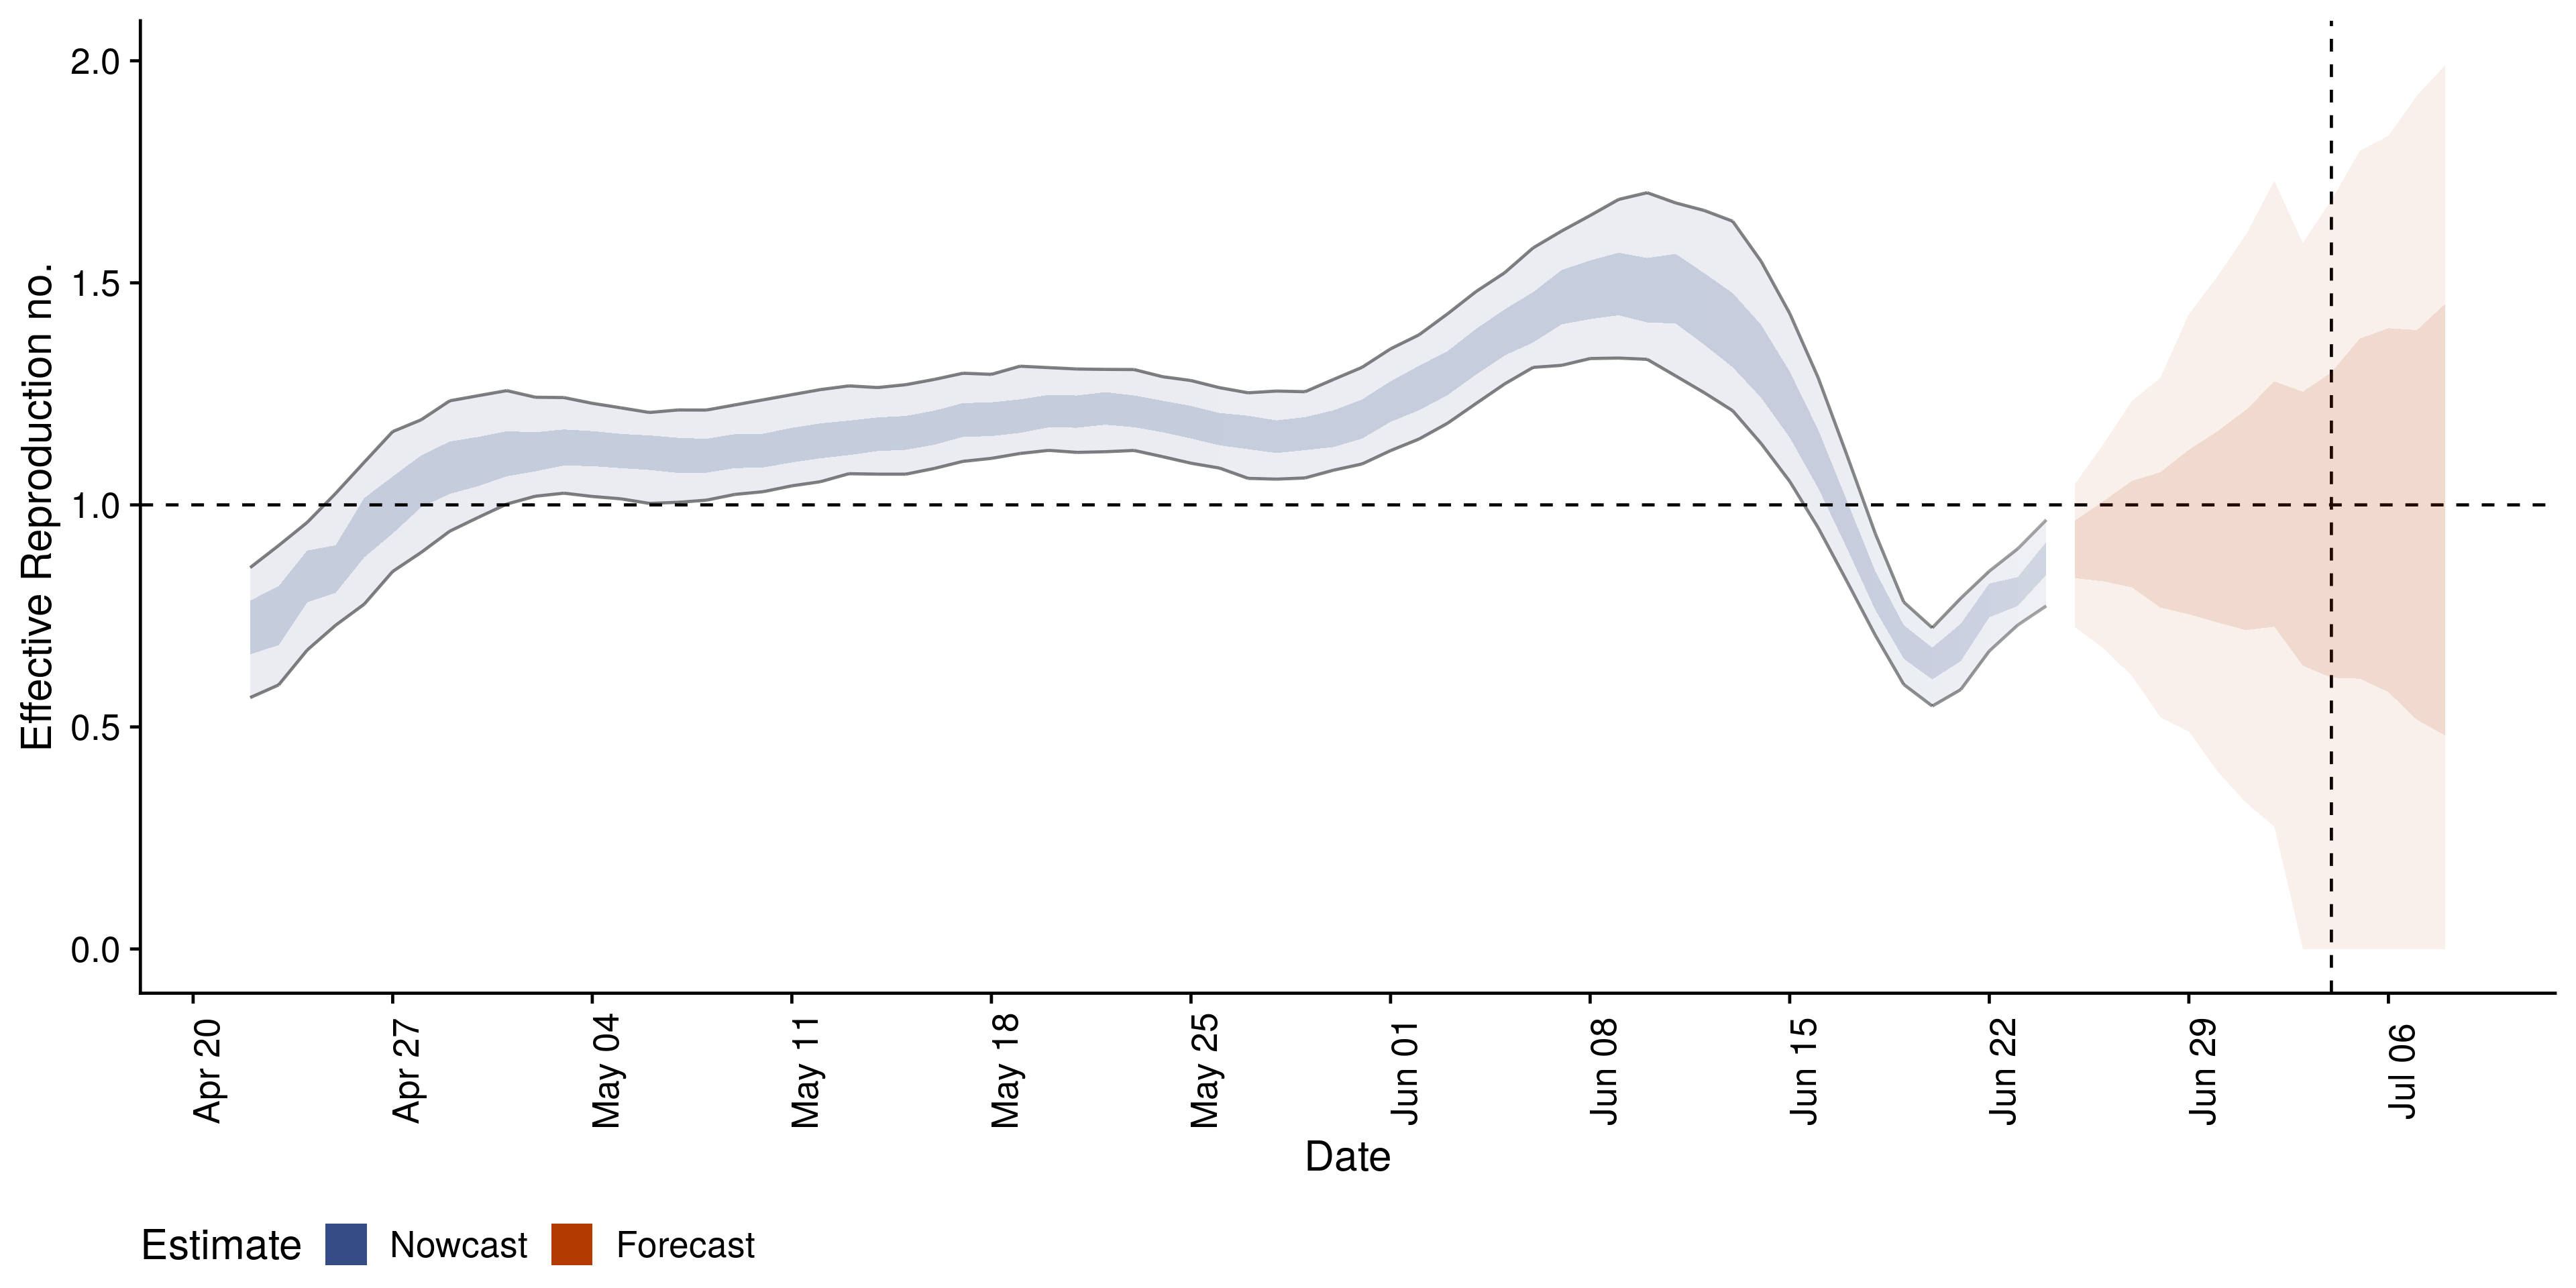 Effective Reproduction no.
2.0
1.5
1.0
0.5
0.0
Apr 20
Apr 27
May 04
May 11
May 18
May 25
Jun 01
Jun 08
Jun 15
Jun 22
Jun 29
Jul 06
Date
Estimate Nowcast Forecast